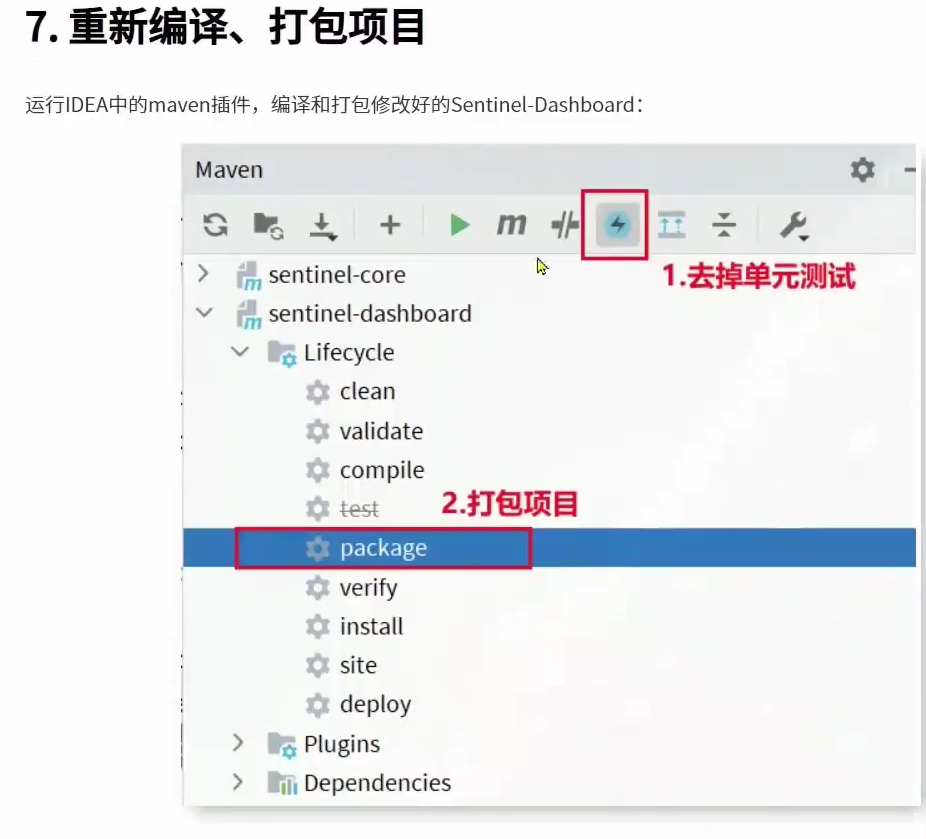 7. 重新编译、打包项目
运行IDEA中的maven插件，编译和打包修改好的Sentinel-Dashboard：
Maven
m
sentinel-core
1.去掉单元测试
sentinel-dashboard
Lifecycle
clean
validate
compile
test
2.打包项目
package
verify
install
site
deploy
Plugins
Dependencies